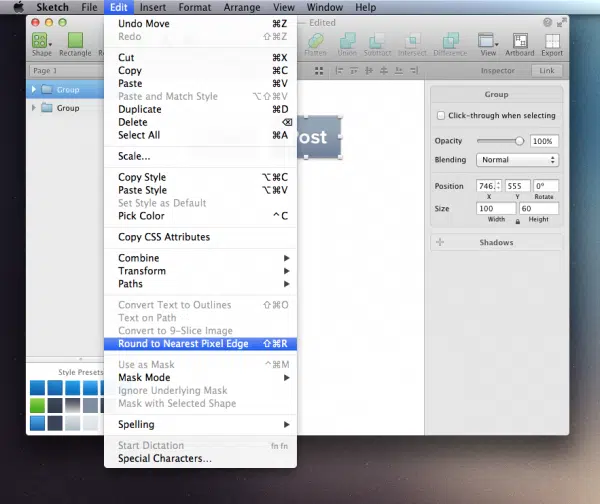 Sketch File Edit Insert Format Arrange View Window Help
— Edited
Shape Rectangle Flatten Union Subtract Intersect Difference View Artboard Export
Page 1 Inspector Link
Group
Group
Undo Move ⌘Z
Redo ⇧⌘Z
Cut ⌘X
Copy ⌘C
Paste ⌘V
Paste and Match Style ⌥⇧⌘V
Duplicate ⌘D
Delete ⌫
Select All ⌘A
Scale...
Copy Style ⌥⌘C
Paste Style ⌥⌘V
Set Style as Default
Pick Color ^C
Copy CSS Attributes
Combine
Transform
Paths
Convert Text to Outlines ⇧⌘O
Text on Path
Convert to 9-Slice Image
Round to Nearest Pixel Edge ⇧⌘R
Use as Mask ^⌘M
Mask Mode
Ignore Underlying Mask
Mask with Selected Shape
Spelling
Start Dictation fn fn
Special Characters...
Post
Group
Click-through when selecting
Opacity 100%
Blending Normal
Position 746. 555 0°
X Y Rotate
Size 100 60
Width Height
Shadows
Style Presets